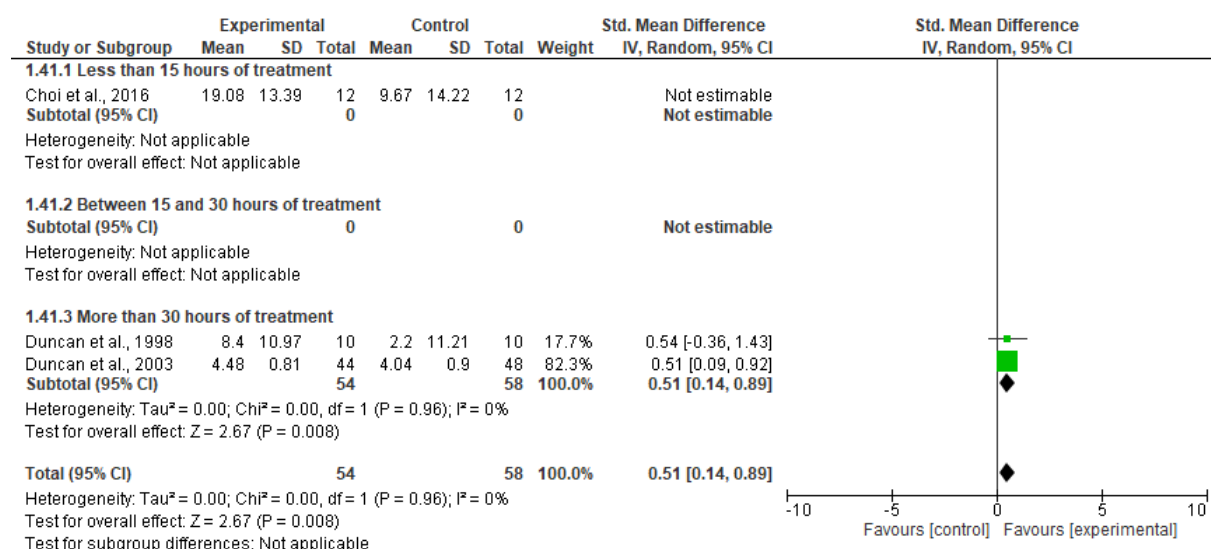 Experimental Control Std. Mean Difference Std. Mean Difference
Study or Subgroup Mean SD Total Mean SD Total Weight IV, Random, 95% CI IV, Random, 95% CI
1.41.1 Less than 15 hours of treatment
Choi et al., 2016 19.08 13.39 12 9.67 14.22 12 Not estimable
Subtotal (95% CI) 0 0 Not estimable
Heterogeneity: Not applicable
Test for overall effect: Not applicable
1.41.2 Between 15 and 30 hours of treatment
Subtotal (95% CI) 0 0 Not estimable
Heterogeneity: Not applicable
Test for overall effect: Not applicable
1.41.3 More than 30 hours of treatment
Duncan et al., 1998 8.4 10.97 10 2.2 11.21 10 17.7% 0.54 [-0.36, 1.43]
Duncan et al., 2003 4.48 0.81 44 4.04 0.9 48 82.3% 0.51 [0.09, 0.92]
Subtotal (95% CI) 54 58 100.0% 0.51 [0.14, 0.89]
Heterogeneity: Tau² = 0.00; Chi² = 0.00, df = 1 (P = 0.96); I² = 0%
Test for overall effect: Z = 2.67 (P = 0.008)
Total (95% CI) 54 58 100.0% 0.51 [0.14, 0.89]
Heterogeneity: Tau² = 0.00; Chi² = 0.00, df = 1 (P = 0.96); I² = 0%
Test for overall effect: Z = 2.67 (P = 0.008)
Test for subgroup differences: Not applicable
-10 -5 0 5 10
Favours [control] Favours [experimental]